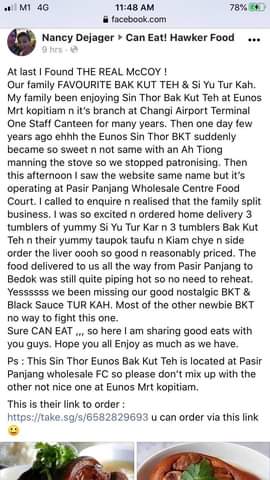 M1 4G 11:48 AM 78%
facebook.com
Nancy Dejager ▸ Can Eat! Hawker Food ...
9 hrs ·
At last I Found THE REAL McCOY !
Our family FAVOURITE BAK KUT TEH & Si Yu Tur Kah.
My family been enjoying Sin Thor Bak Kut Teh at Eunos
Mrt kopitiam n it's branch at Changi Airport Terminal
One Staff Canteen for many years. Then one day few
years ago ehhh the Eunos Sin Thor BKT suddenly
became so sweet n not same with an Ah Tiong
manning the stove so we stopped patronising. Then
this afternoon I saw the website same name but it's
operating at Pasir Panjang Wholesale Centre Food
Court. I called to enquire n realised that the family split
business. I was so excited n ordered home delivery 3
tumblers of yummy Si Yu Tur Kar n 3 tumblers Bak Kut
Teh n their yummy taupok taufu n Kiam chye n side
order the liver oooh so good n reasonably priced. The
food delivered to us all the way from Pasir Panjang to
Bedok was still quite piping hot so no need to reheat.
Yessssss we been missing our good nostalgic BKT &
Black Sauce TUR KAH. Most of the other newbie BKT
no way to fight this one.
Sure CAN EAT ,,, so here I am sharing good eats with
you guys. Hope you all Enjoy as much as we have.
Ps : This Sin Thor Eunos Bak Kut Teh is located at Pasir
Panjang wholesale FC so please don't mix up with the
other not nice one at Eunos Mrt kopitiam.
This is their link to order :
https://take.sg/s/6582829693 u can order via this link
😀